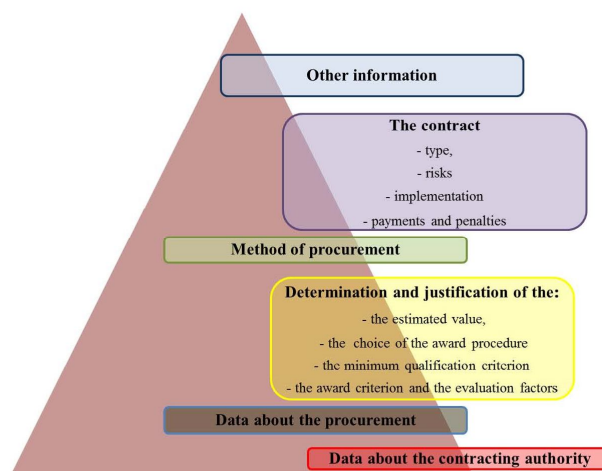 Other information
The contract
- type,
- risks
- implementation
- payments and penalties
Method of procurement
Determination and justification of the:
- the estimated value,
- the choice of the award procedure
- the minimum qualification criterion
- the award criterion and the evaluation factors
Data about the procurement
Data about the contracting authority